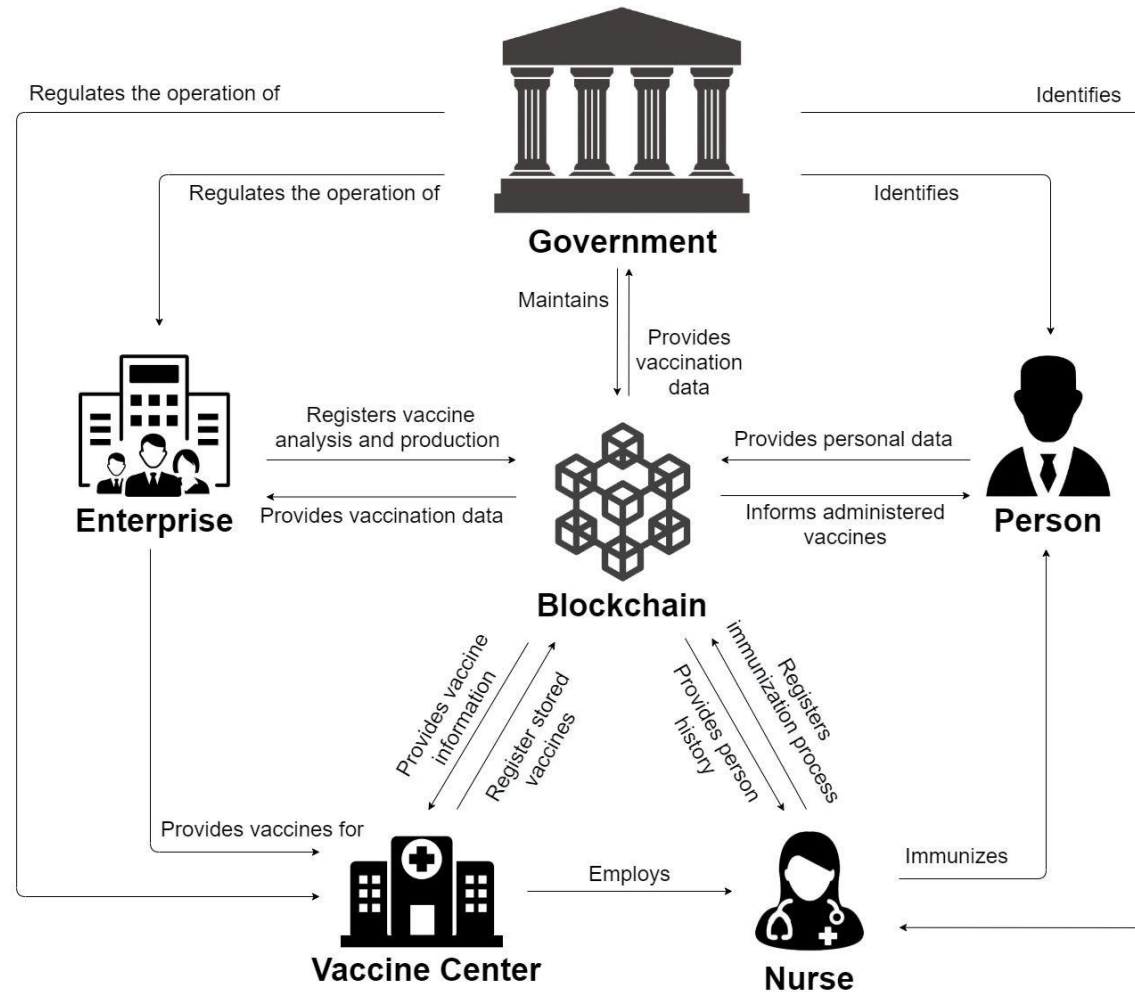 Regulates the operation of
Identifies
Regulates the operation of
Identifies
Government
Maintains
Provides
vaccination
data
Registers vaccine
analysis and production
Provides personal data
Enterprise
Provides vaccination data
Informs administered
vaccines
Person
Blockchain
Provides vaccine
information
Register stored
vaccines
Provides person
history
Registers
immunization process
Provides vaccines for
Employs
Immunizes
Vaccine Center
Nurse